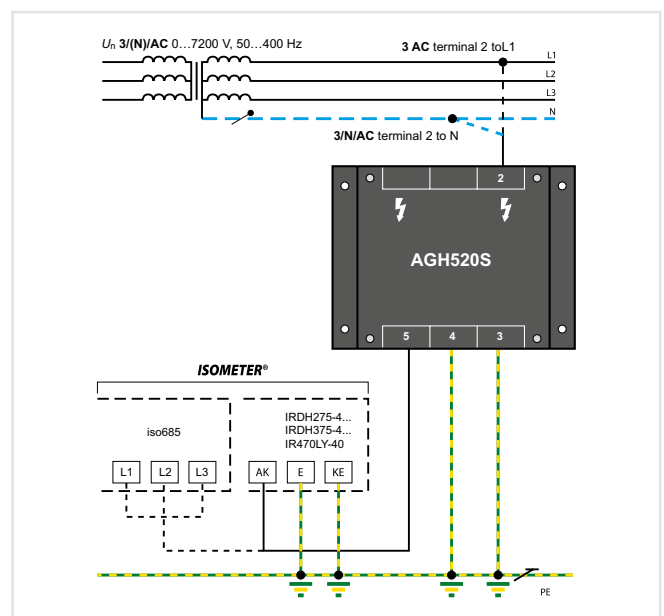 Un 3/(N)/AC 0…7200 V, 50…400 Hz
3 AC terminal 2 toL1
L1
L2
L3
N
3/N/AC terminal 2 to N
2
AGH520S
5 4 3
ISOMETER®
iso685
IRDH275-4...
IRDH375-4...
IR470LY-40
L1 L2 L3 AK E KE
PE